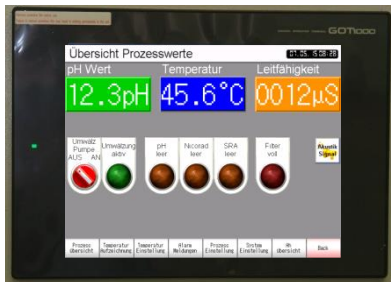 GOT1000
Übersicht Prozesswerte
pH Wert
Temperatur
Leitfähigkeit
12.3pH
45.6°C
0012µS
Umwälz
Pumpe
AUS AN
Umwälzung
aktiv
pH
leer
Nicorad
leer
SRA
leer
Filter
voll
Akustik
Signal
Prozess
Übersicht
Temperatur
Aufzeichnung
Temperatur
Einstellung
Alarm
Meldungen
Prozess
Einstellung
System
Einstellung
Übersicht
Back